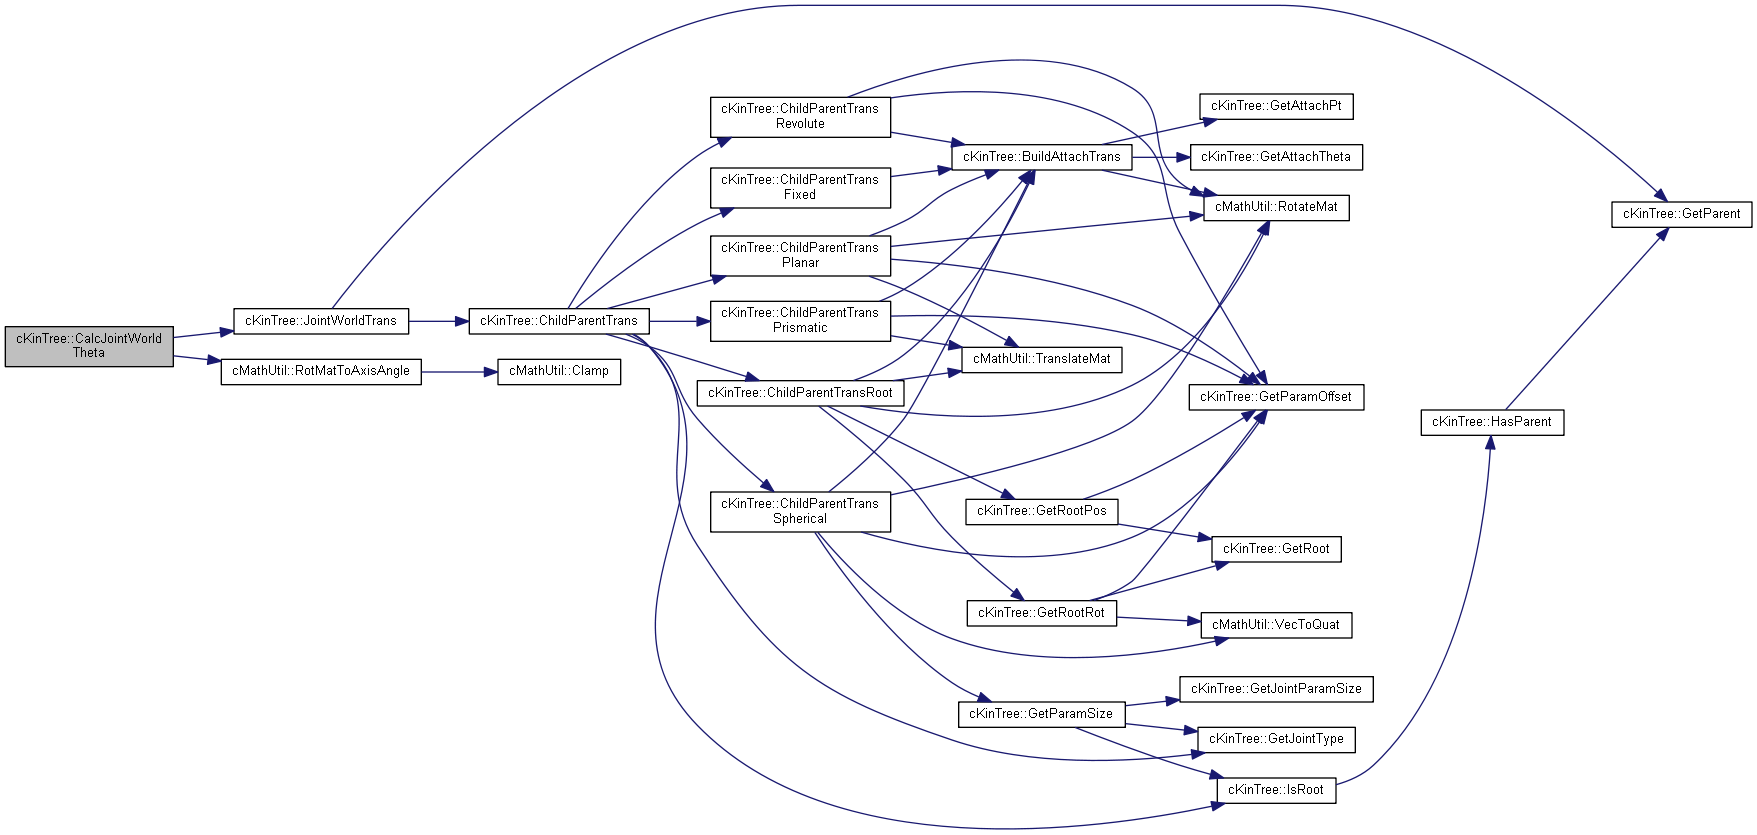 cKinTree::CalcJointWorld
Theta
cKinTree::JointWorldTrans
cMathUtil::RotMatToAxisAngle
cKinTree::ChildParentTrans
cMathUtil::Clamp
cKinTree::ChildParentTrans
Revolute
cKinTree::ChildParentTrans
Fixed
cKinTree::ChildParentTrans
Planar
cKinTree::ChildParentTrans
Prismatic
cKinTree::ChildParentTransRoot
cKinTree::ChildParentTrans
Spherical
cKinTree::BuildAttachTrans
cMathUtil::TranslateMat
cKinTree::GetRootPos
cKinTree::GetRootRot
cKinTree::GetParamSize
cKinTree::GetAttachPt
cKinTree::GetAttachTheta
cMathUtil::RotateMat
cKinTree::GetParamOffset
cKinTree::GetRoot
cMathUtil::VecToQuat
cKinTree::GetJointParamSize
cKinTree::GetJointType
cKinTree::IsRoot
cKinTree::HasParent
cKinTree::GetParent